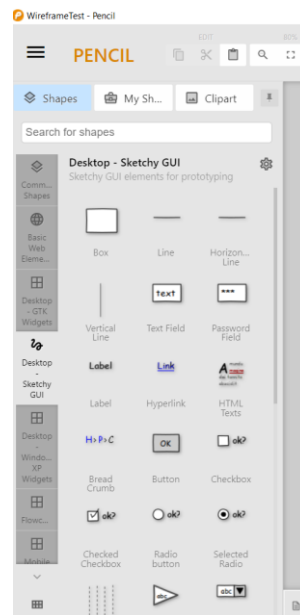 WireframeTest - Pencil
PENCIL
EDIT
Shapes
My Sh...
Clipart
Search for shapes
Comm...
Shapes
Basic
Web
Eleme...
Desktop
- GTK
Widgets
Desktop
-
Sketchy
GUI
Desktop
-
Windo...
XP
Widgets
Flowc...
Mobile
Desktop - Sketchy GUI
Sketchy GUI elements for prototyping
Box
Line
Horizon...
Line
Vertical
Line
text
Text Field
***
Password
Field
Label
Label
Link
Hyperlink
HTML
Texts
H>P>C
Bread
Crumb
OK
Button
ok?
Checkbox
ok?
Checked
Checkbox
ok?
Radio
button
ok?
Selected
Radio
abc
abc